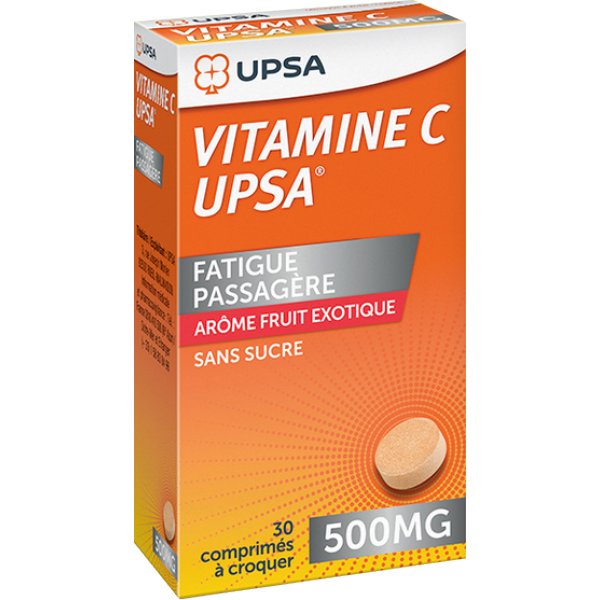 UPSA
VITAMINE C
UPSA®
FATIGUE
PASSAGÈRE
ARÔME FRUIT EXOTIQUE
SANS SUCRE
30
comprimés
à croquer
500MG
VITAMINE C
UPSA®
FATIGUE
PASSAGÈRE
500MG